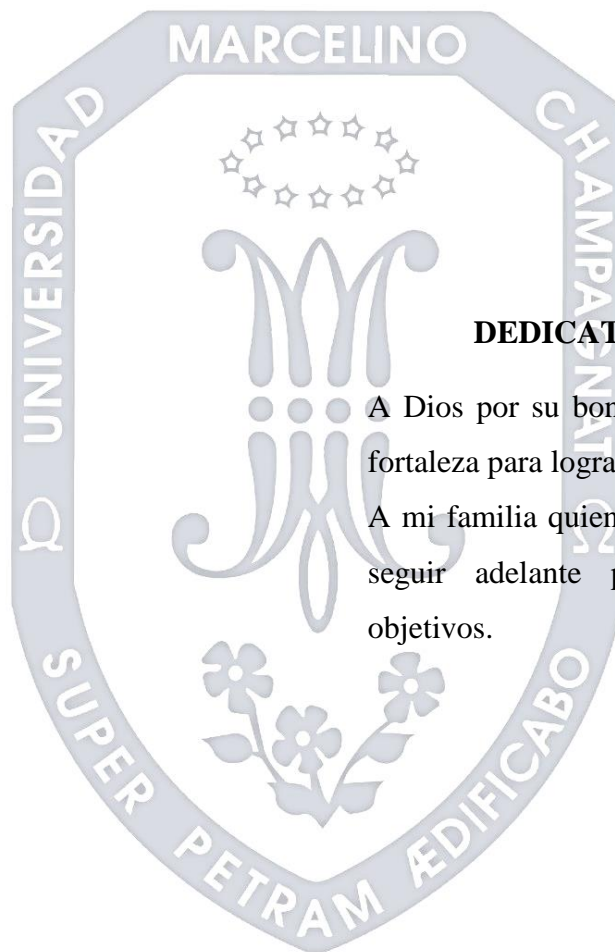 MARCELINO
UNIVERSIDAD
CHAMPAGNAT
DEDICAT
A Dios por su bon
fortaleza para logra
A mi familia quien
seguir adelante p
objetivos.
SUPER PETRAM ÆDIFICABO